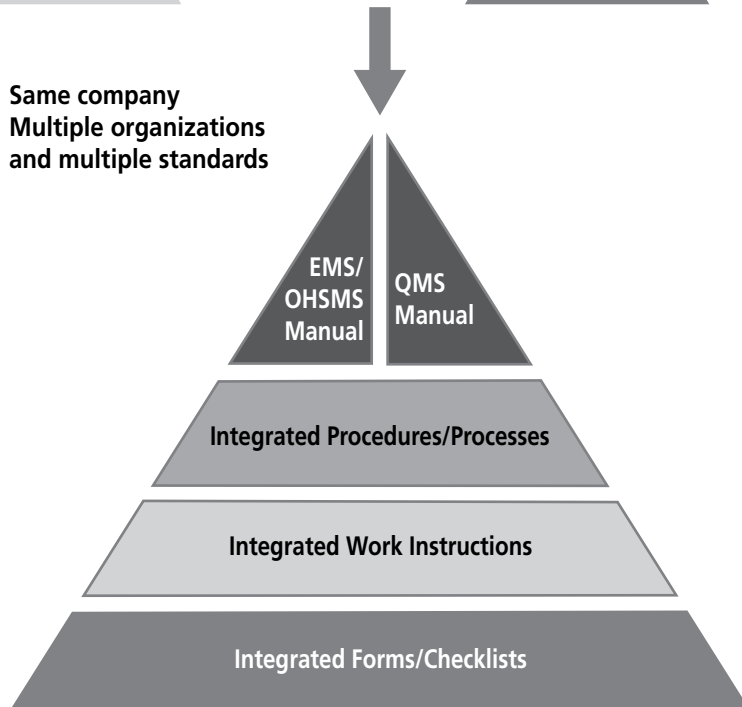 Same company
Multiple organizations
and multiple standards
EMS/
OHSMS
Manual
QMS
Manual
Integrated Procedures/Processes
Integrated Work Instructions
Integrated Forms/Checklists